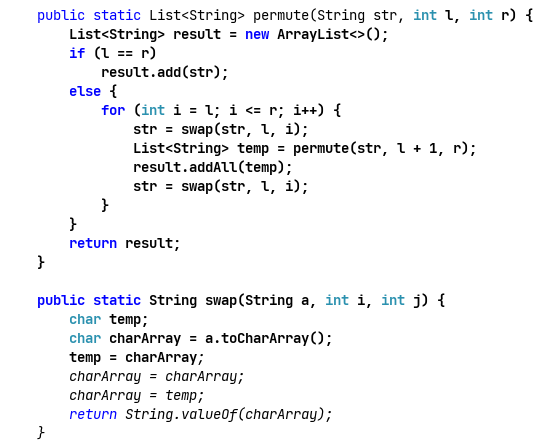 public static List<String> permute(String str, int l, int r) {
List<String> result = new ArrayList<>();
if (l == r)
result.add(str);
else {
for (int i = l; i <= r; i++) {
str = swap(str, l, i);
List<String> temp = permute(str, l + 1, r);
result.addAll(temp);
str = swap(str, l, i);
}
}
return result;
}
public static String swap(String a, int i, int j) {
char temp;
char charArray = a.toCharArray();
temp = charArray;
charArray = charArray;
charArray = temp;
return String.valueOf(charArray);
}